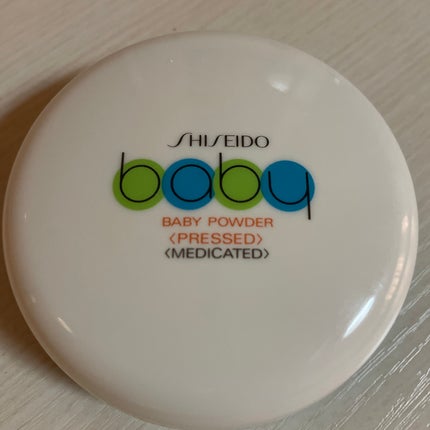 SHISEIDO
baby
BABY POWDER
〈PRESSED〉
〈MEDICATED〉